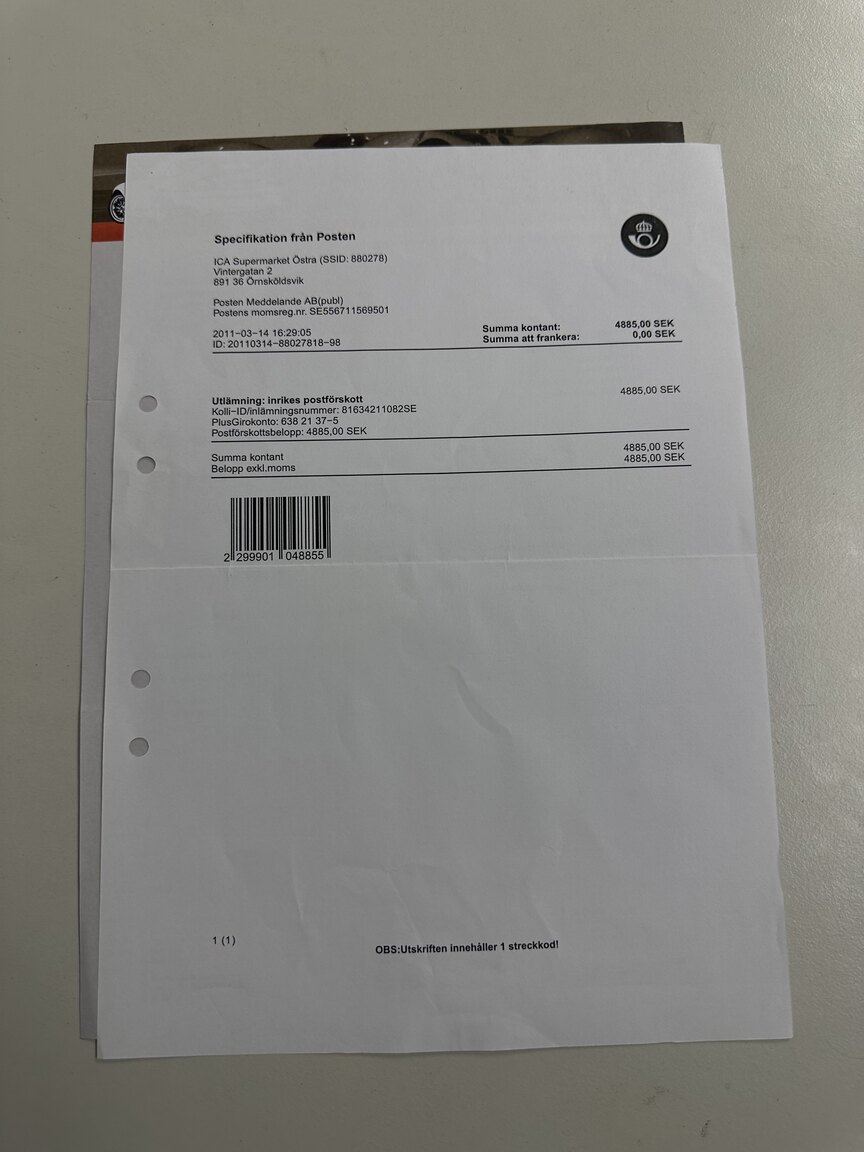 Specifikation från Posten
ICA Supermarket Östra (SSID: 880278)
Vintergatan 2
891 36 Örnsköldsvik
Posten Meddelande AB(publ)
Postens momsreg.nr. SE556711569501
2011-03-14 16:29:05
ID: 20110314-88027818-98
Summa kontant: 4885,00 SEK
Summa att frankera: 0,00 SEK
Utlämning: inrikes postförskott 4885,00 SEK
Kolli-ID/inlämningsnummer: 81634211082SE
PlusGirokonto: 638 21 37-5
Postförskottsbelopp: 4885,00 SEK
Summa kontant 4885,00 SEK
Belopp exkl.moms 4885,00 SEK
2 299901 048855
1 (1)
OBS:Utskriften innehåller 1 streckkod!